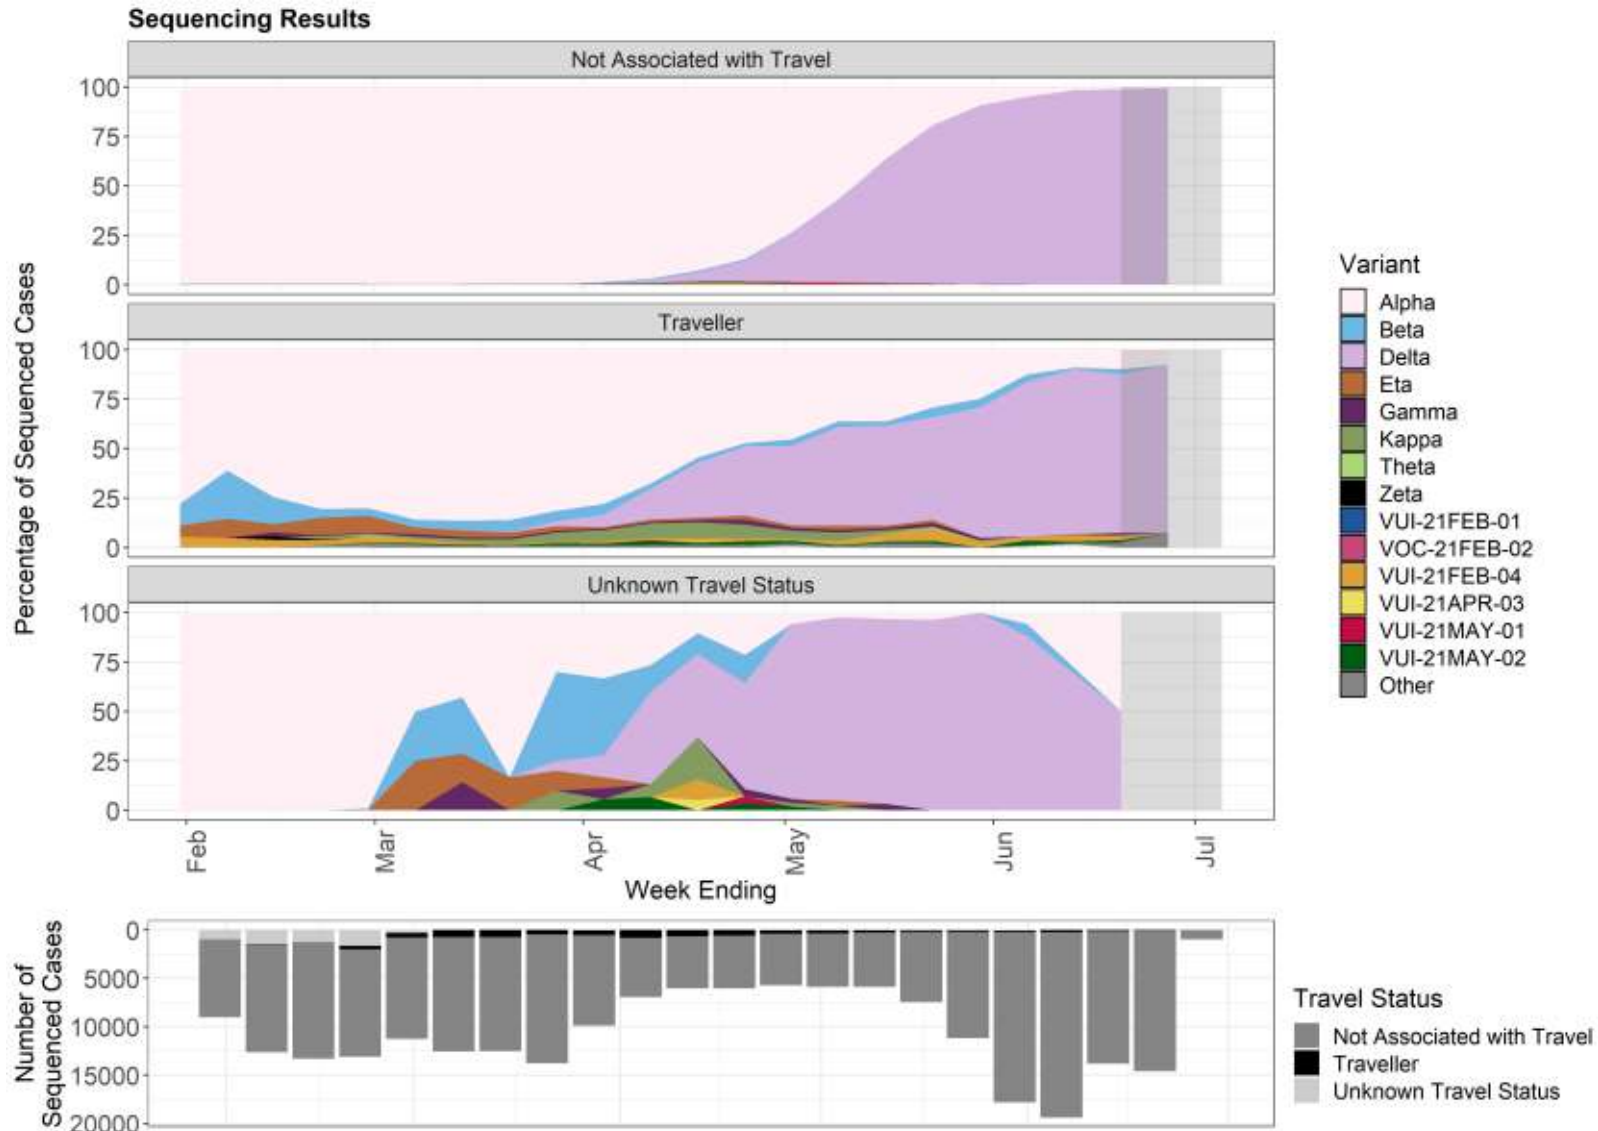 Sequencing Results
Not Associated with Travel
100
75
50
25
0
Traveller
100
75
50
25
0
Unknown Travel Status
100
75
50
25
0
Percentage of Sequenced Cases
Feb
Mar
Apr
May
Jun
Jul
Week Ending
Variant
Alpha
Beta
Delta
Eta
Gamma
Kappa
Theta
Zeta
VUI-21FEB-01
VOC-21FEB-02
VUI-21FEB-04
VUI-21APR-03
VUI-21MAY-01
VUI-21MAY-02
Other
Number of
Sequenced Cases
0
5000
10000
15000
20000
Travel Status
Not Associated with Travel
Traveller
Unknown Travel Status